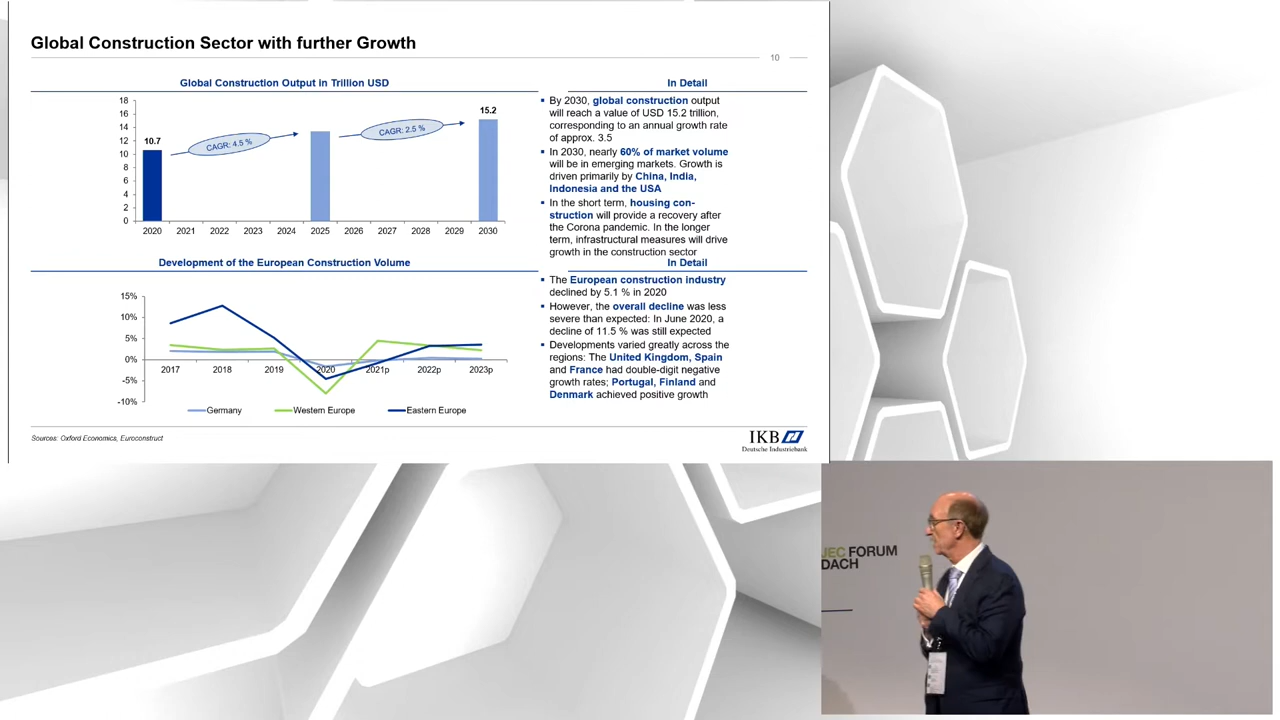 Global Construction Sector with further Growth
10
Global Construction Output in Trillion USD
18
16
14
12
10
8
6
4
2
0
10.7
CAGR: 4.5 %
CAGR: 2.5 %
15.2
2020 2021 2022 2023 2024 2025 2026 2027 2028 2029 2030
In Detail
▪ By 2030, global construction output
will reach a value of USD 15.2 trillion,
corresponding to an annual growth rate
of approx. 3.5
▪ In 2030, nearly 60% of market volume
will be in emerging markets. Growth is
driven primarily by China, India,
Indonesia and the USA
▪ In the short term, housing con-
struction will provide a recovery after
the Corona pandemic. In the longer
term, infrastructural measures will drive
growth in the construction sector
Development of the European Construction Volume
15%
10%
5%
0%
-5%
-10%
2017 2018 2019 2020 2021p 2022p 2023p
Germany Western Europe Eastern Europe
In Detail
▪ The European construction industry
declined by 5.1 % in 2020
▪ However, the overall decline was less
severe than expected: In June 2020, a
decline of 11.5 % was still expected
▪ Developments varied greatly across the
regions: The United Kingdom, Spain
and France had double-digit negative
growth rates; Portugal, Finland and
Denmark achieved positive growth
Sources: Oxford Economics, Euroconstruct
IKB
Deutsche Industriebank
JEC FORUM
DACH